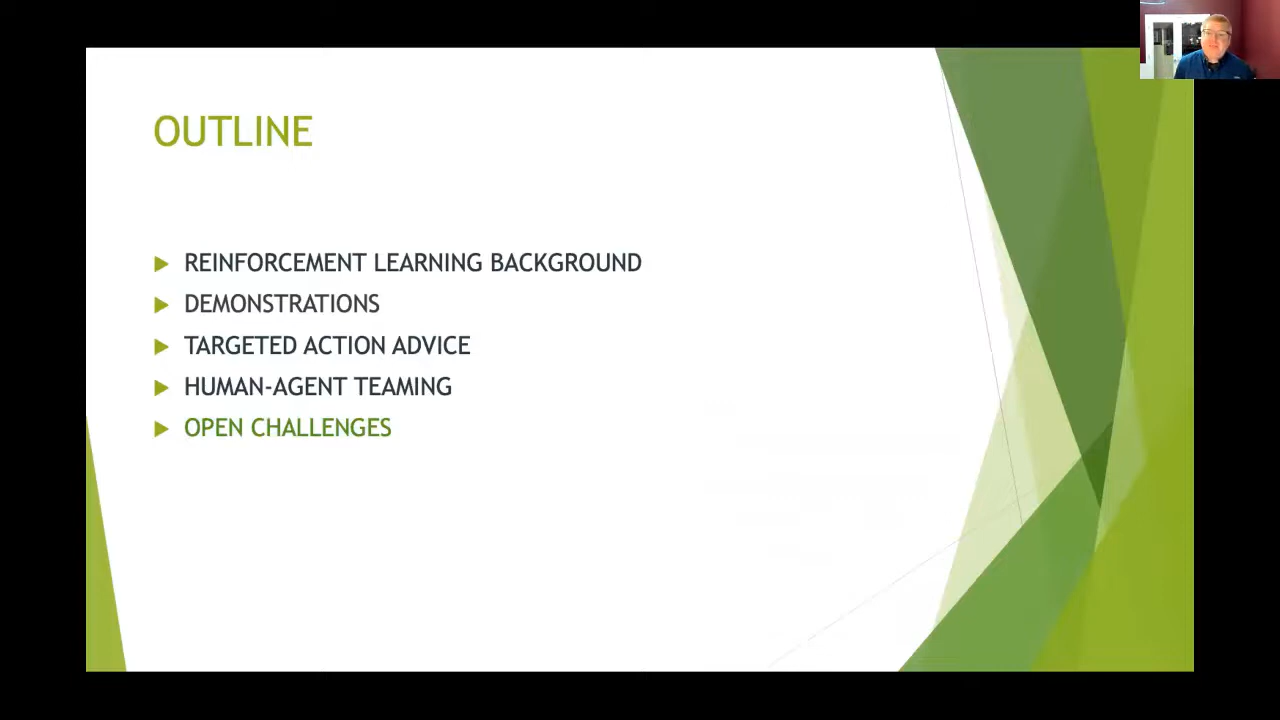 OUTLINE
REINFORCEMENT LEARNING BACKGROUND
DEMONSTRATIONS
TARGETED ACTION ADVICE
HUMAN-AGENT TEAMING
OPEN CHALLENGES